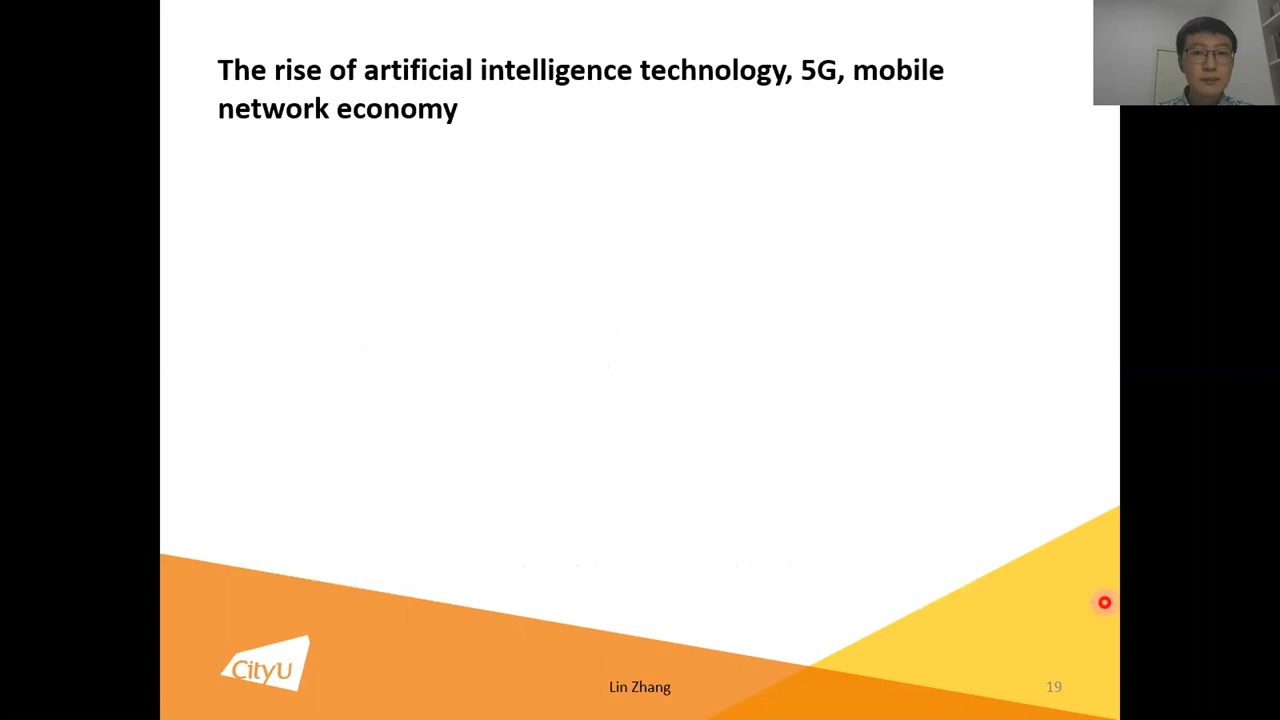 The rise of artificial intelligence technology, 5G, mobile
network economy
CityU
Lin Zhang
19